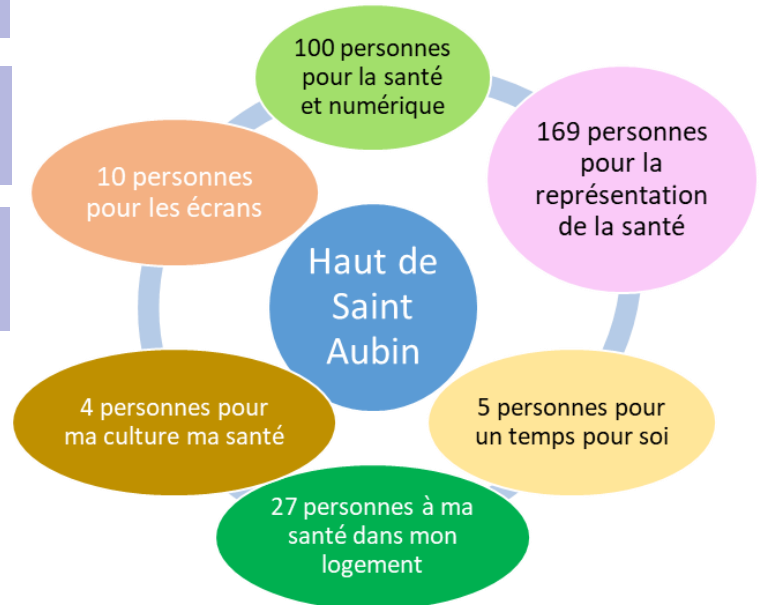 100 personnes
pour la santé
et numérique
169 personnes
pour la
représentation
de la santé
10 personnes
pour les écrans
Haut de
Saint
Aubin
4 personnes pour
ma culture ma santé
5 personnes pour
un temps pour soi
27 personnes à ma
santé dans mon
logement